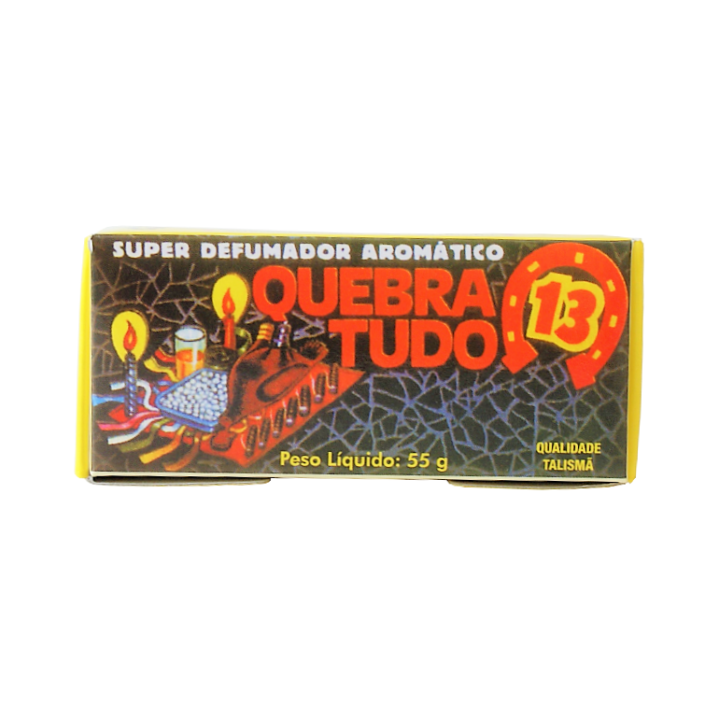 SUPER DEFUMADOR AROMÁTICO
QUEBRA
TUDO
13
Peso Líquido: 55 g
QUALIDADE
TALISMÃ